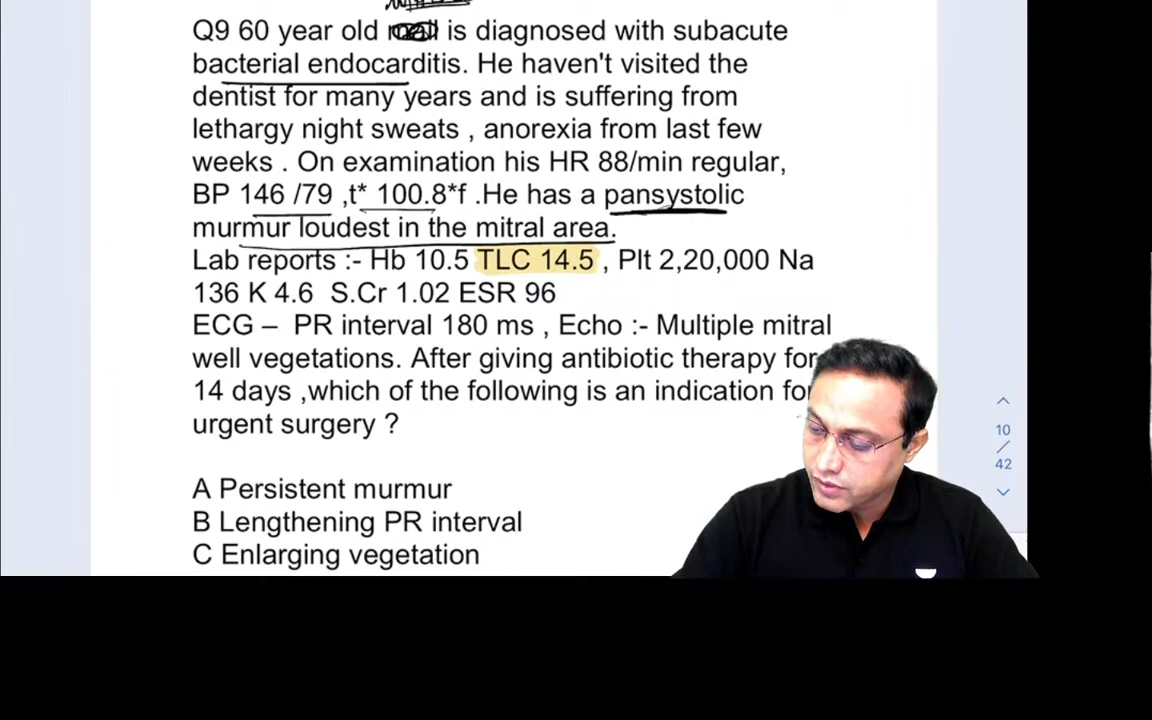 Q9 60 year old is diagnosed with subacute
bacterial endocarditis. He haven't visited the
dentist for many years and is suffering from
lethargy night sweats , anorexia from last few
weeks . On examination his HR 88/min regular,
BP 146 /79 ,t* 100.8*f .He has a pansystolic
murmur loudest in the mitral area.
Lab reports :- Hb 10.5 TLC 14.5 , Plt 2,20,000 Na
136 K 4.6 S.Cr 1.02 ESR 96
ECG – PR interval 180 ms , Echo :- Multiple mitral
well vegetations. After giving antibiotic therapy for
14 days ,which of the following is an indication for
urgent surgery ?
A Persistent murmur
B Lengthening PR interval
C Enlarging vegetation
10
/
42